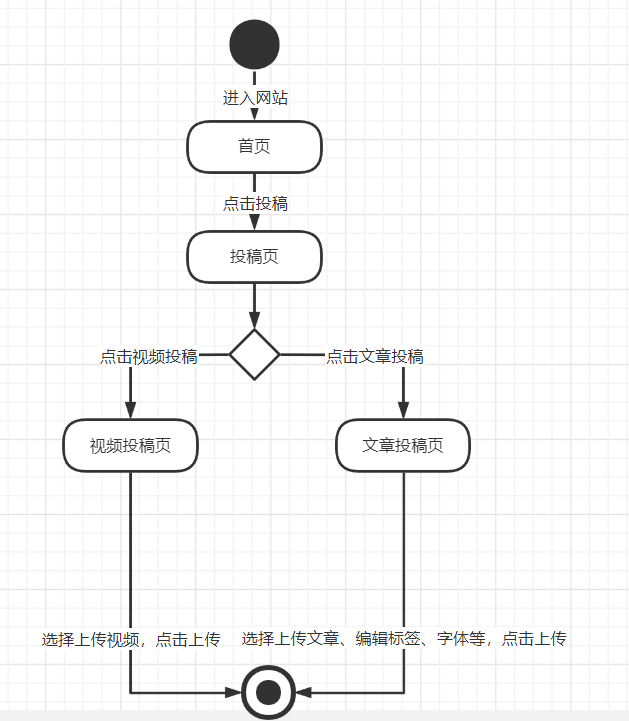 进入网站
首页
点击投稿
投稿页
点击视频投稿
点击文章投稿
视频投稿页
文章投稿页
选择上传视频，点击上传
选择上传文章、编辑标签、字体等，点击上传